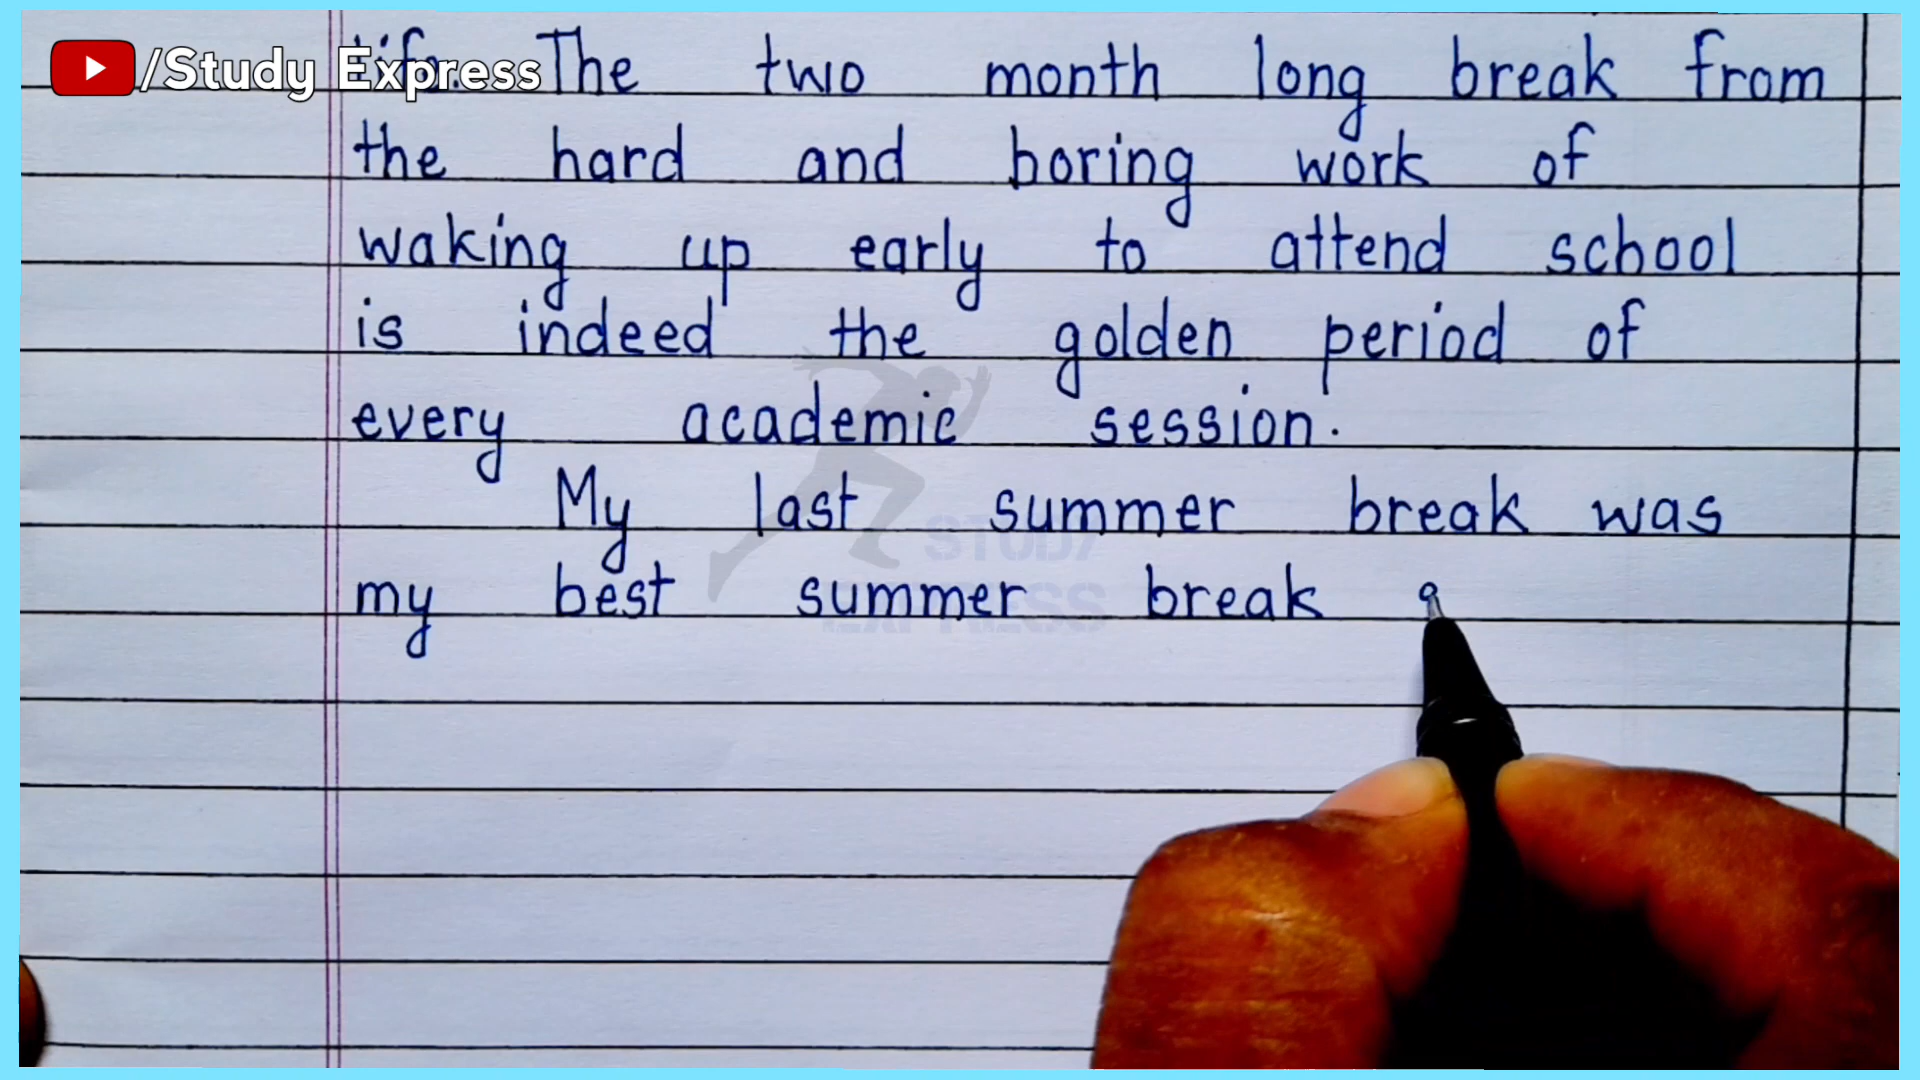 /Study Express
The two month long break from
the hard and boring work of
waking up early to attend school
is indeed the golden period of
every academic session.
My last summer break was
my best summer break
STUDY
EXPRESS